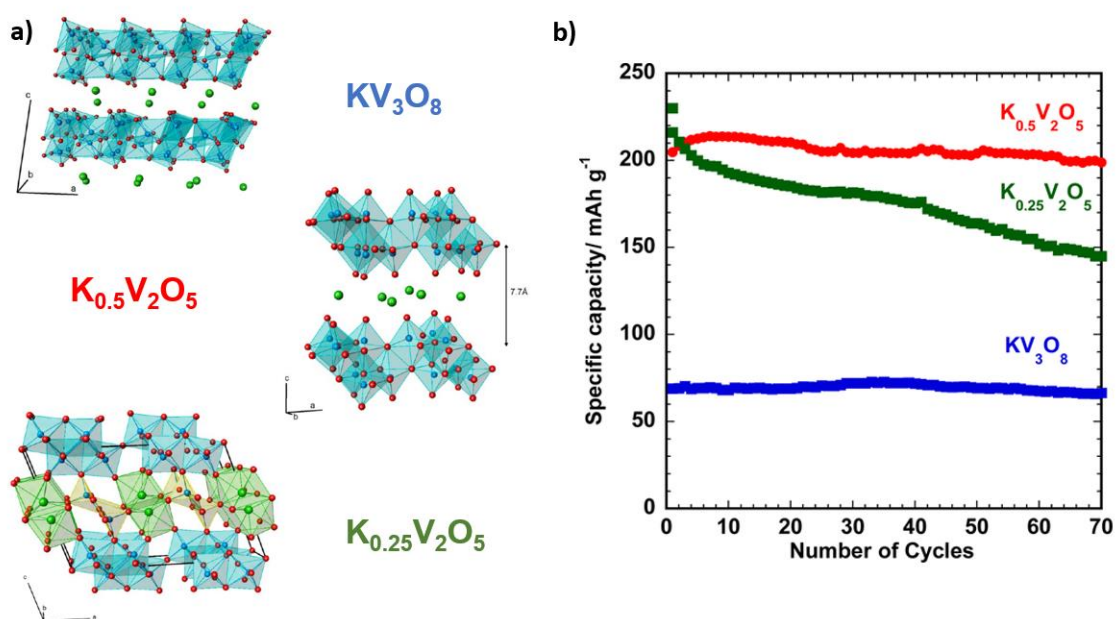 a)
c
b
a
KV₃O₈
K₀.₅V₂O₅
7.7Å
c
b
a
K₀.₂₅V₂O₅
c
b
a
b)
250
200
150
100
50
0
Specific capacity/ mAh g⁻¹
K₀.₅V₂O₅
K₀.₂₅V₂O₅
KV₃O₈
0 10 20 30 40 50 60 70
Number of Cycles